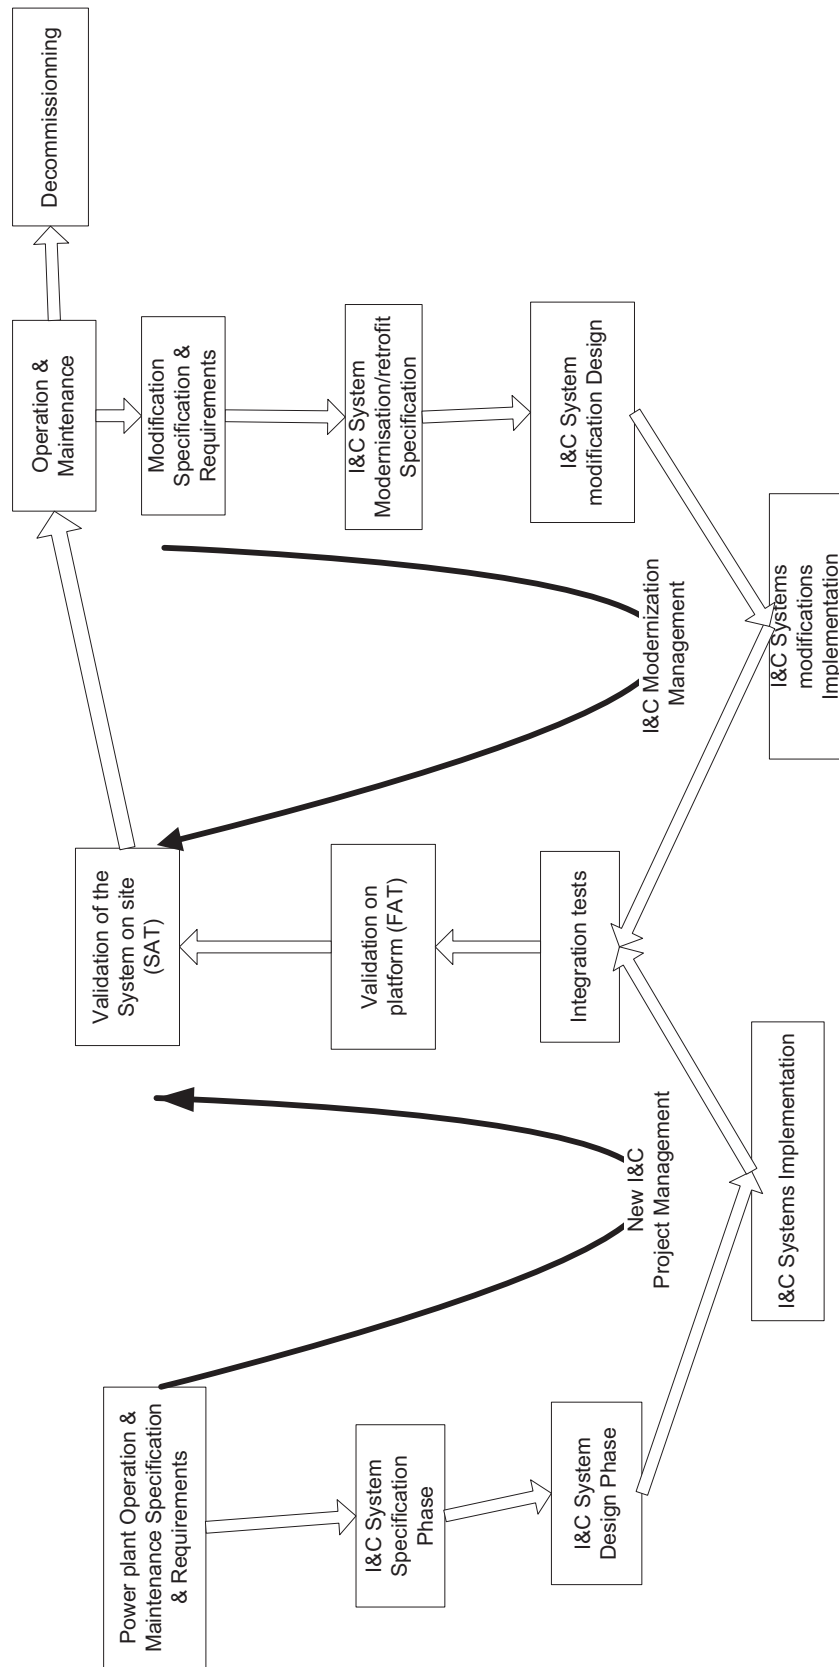 Power plant Operation &
Maintenance Specification
& Requirements
I&C System
Specification
Phase
I&C System
Design Phase
I&C Systems Implementation
New I&C
Project Management
Integration tests
Validation on
platform (FAT)
Validation of the
System on site
(SAT)
Operation &
Maintenance
Decommissionning
Modification
Specification &
Requirements
I&C System
Modernisation/retrofit
Specification
I&C System
modification Design
I&C Systems
modifications
Implementation
I&C Modernization
Management